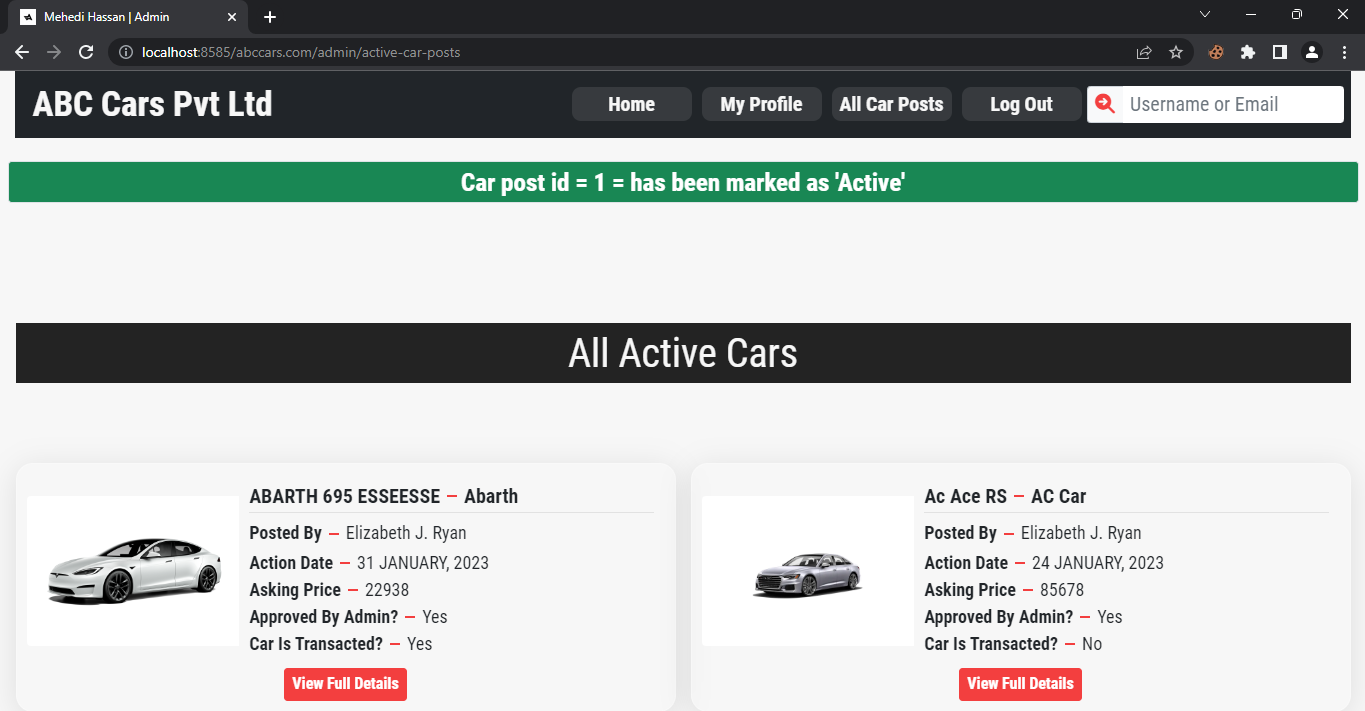 Mehedi Hassan | Admin
localhost:8585/abccars.com/admin/active-car-posts
ABC Cars Pvt Ltd
Home
My Profile
All Car Posts
Log Out
Username or Email
Car post id = 1 = has been marked as 'Active'
All Active Cars
ABARTH 695 ESSEESSE — Abarth
Posted By — Elizabeth J. Ryan
Action Date — 31 JANUARY, 2023
Asking Price — 22938
Approved By Admin? — Yes
Car Is Transacted? — Yes
View Full Details
Ac Ace RS — AC Car
Posted By — Elizabeth J. Ryan
Action Date — 24 JANUARY, 2023
Asking Price — 85678
Approved By Admin? — Yes
Car Is Transacted? — No
View Full Details